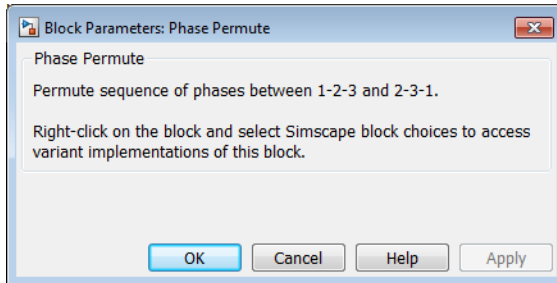 Block Parameters: Phase Permute
Phase Permute
Permute sequence of phases between 1-2-3 and 2-3-1.
Right-click on the block and select Simscape block choices to access
variant implementations of this block.
OK Cancel Help Apply